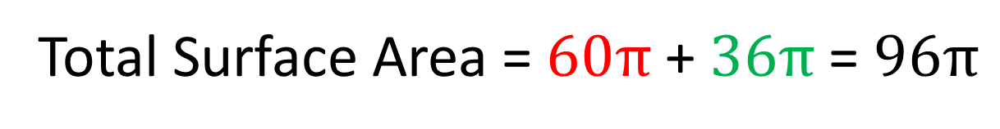 Total Surface Area = 60π + 36π = 96π